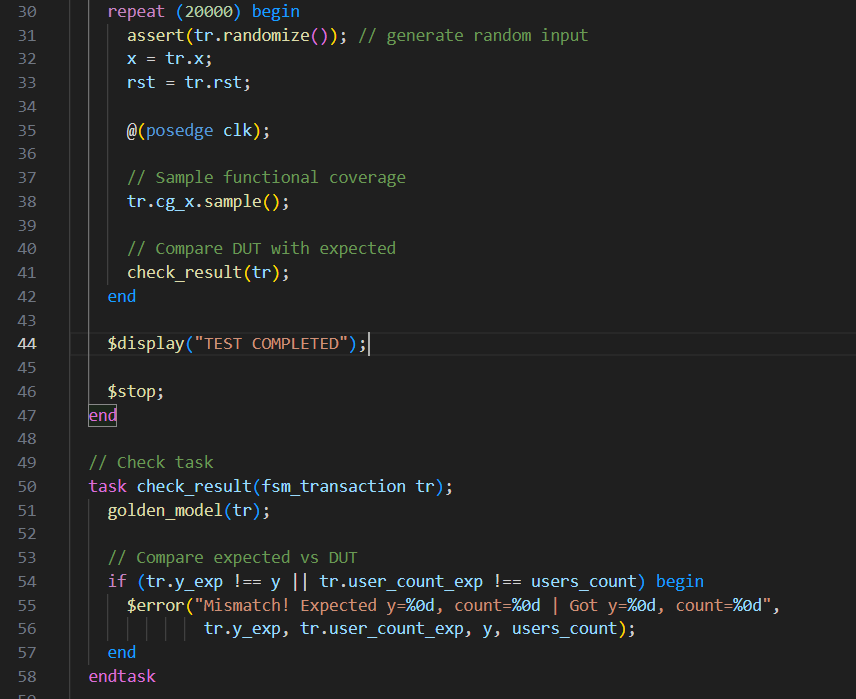 30 repeat (20000) begin
31 assert(tr.randomize()); // generate random input
32 x = tr.x;
33 rst = tr.rst;
34
35 @(posedge clk);
36
37 // Sample functional coverage
38 tr.cg_x.sample();
39
40 // Compare DUT with expected
41 check_result(tr);
42 end
43
44 $display("TEST COMPLETED");
45
46 $stop;
47 end
48
49 // Check task
50 task check_result(fsm_transaction tr);
51 golden_model(tr);
52
53 // Compare expected vs DUT
54 if (tr.y_exp !== y || tr.user_count_exp !== users_count) begin
55 $error("Mismatch! Expected y=%0d, count=%0d | Got y=%0d, count=%0d",
56 tr.y_exp, tr.user_count_exp, y, users_count);
57 end
58 endtask
59